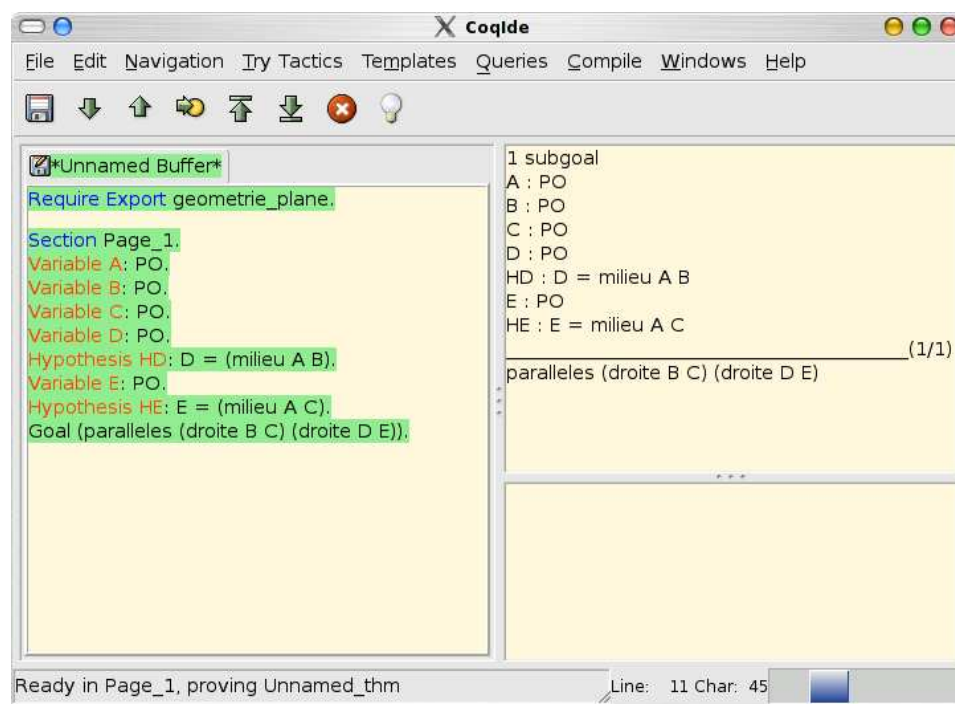 CoqIde
File Edit Navigation Try Tactics Templates Queries Compile Windows Help
*Unnamed Buffer*
Require Export geometrie_plane.
Section Page_1.
Variable A: PO.
Variable B: PO.
Variable C: PO.
Variable D: PO.
Hypothesis HD: D = (milieu A B).
Variable E: PO.
Hypothesis HE: E = (milieu A C).
Goal (paralleles (droite B C) (droite D E)).
1 subgoal
A : PO
B : PO
C : PO
D : PO
HD : D = milieu A B
E : PO
HE : E = milieu A C
(1/1)
paralleles (droite B C) (droite D E)
Ready in Page_1, proving Unnamed_thm
Line: 11 Char: 45